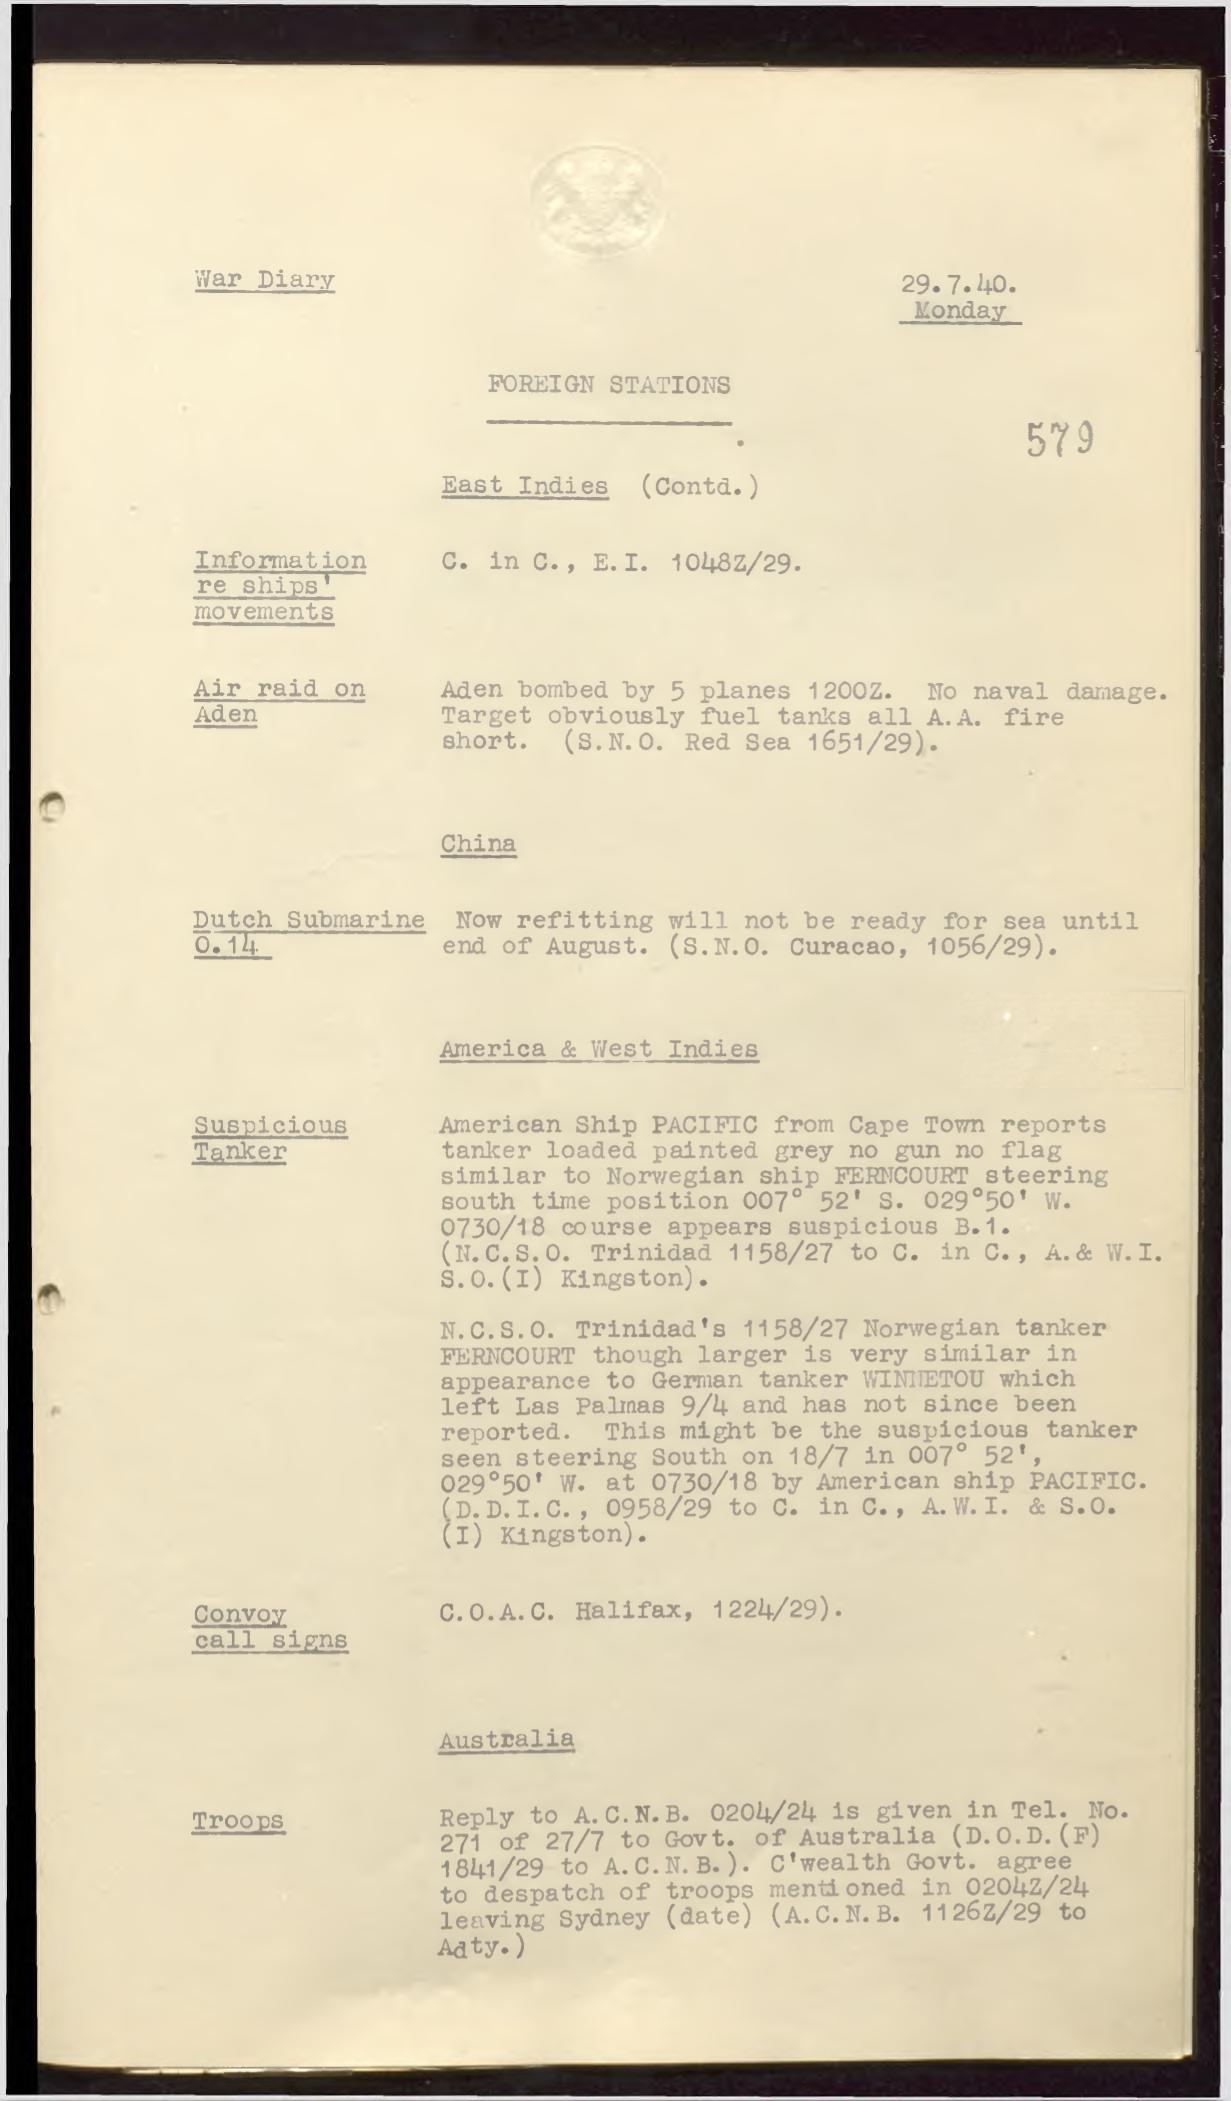 War Diary
29.7.40.
Monday
FOREIGN STATIONS
579
East Indies (Contd.)
Information
re ships'
movements
C. in C., E.I. 1048Z/29.
Air raid on
Aden
Aden bombed by 5 planes 1200Z. No naval damage.
Target obviously fuel tanks all A.A. fire
short. (S.N.O. Red Sea 1651/29).
China
Dutch Submarine
O.14
Now refitting will not be ready for sea until
end of August. (S.N.O. Curacao, 1056/29).
America & West Indies
Suspicious
Tanker
American Ship PACIFIC from Cape Town reports
tanker loaded painted grey no gun no flag
similar to Norwegian ship FERNCOURT steering
south time position 007° 52' S. 029°50' W.
0730/18 course appears suspicious B.1.
(N.C.S.O. Trinidad 1158/27 to C. in C., A.& W.I.
S.O.(I) Kingston).
N.C.S.O. Trinidad's 1158/27 Norwegian tanker
FERNCOURT though larger is very similar in
appearance to German tanker WINNETOU which
left Las Palmas 9/4 and has not since been
reported. This might be the suspicious tanker
seen steering South on 18/7 in 007° 52',
029°50' W. at 0730/18 by American ship PACIFIC.
(D.D.I.C., 0958/29 to C. in C., A.W.I. & S.O.
(I) Kingston).
Convoy
call signs
C.O.A.C. Halifax, 1224/29).
Australia
Troops
Reply to A.C.N.B. 0204/24 is given in Tel. No.
271 of 27/7 to Govt. of Australia (D.O.D.(F)
1841/29 to A.C.N.B.). C'wealth Govt. agree
to despatch of troops mentioned in 0204Z/24
leaving Sydney (date) (A.C.N.B. 1126Z/29 to
Adty.)